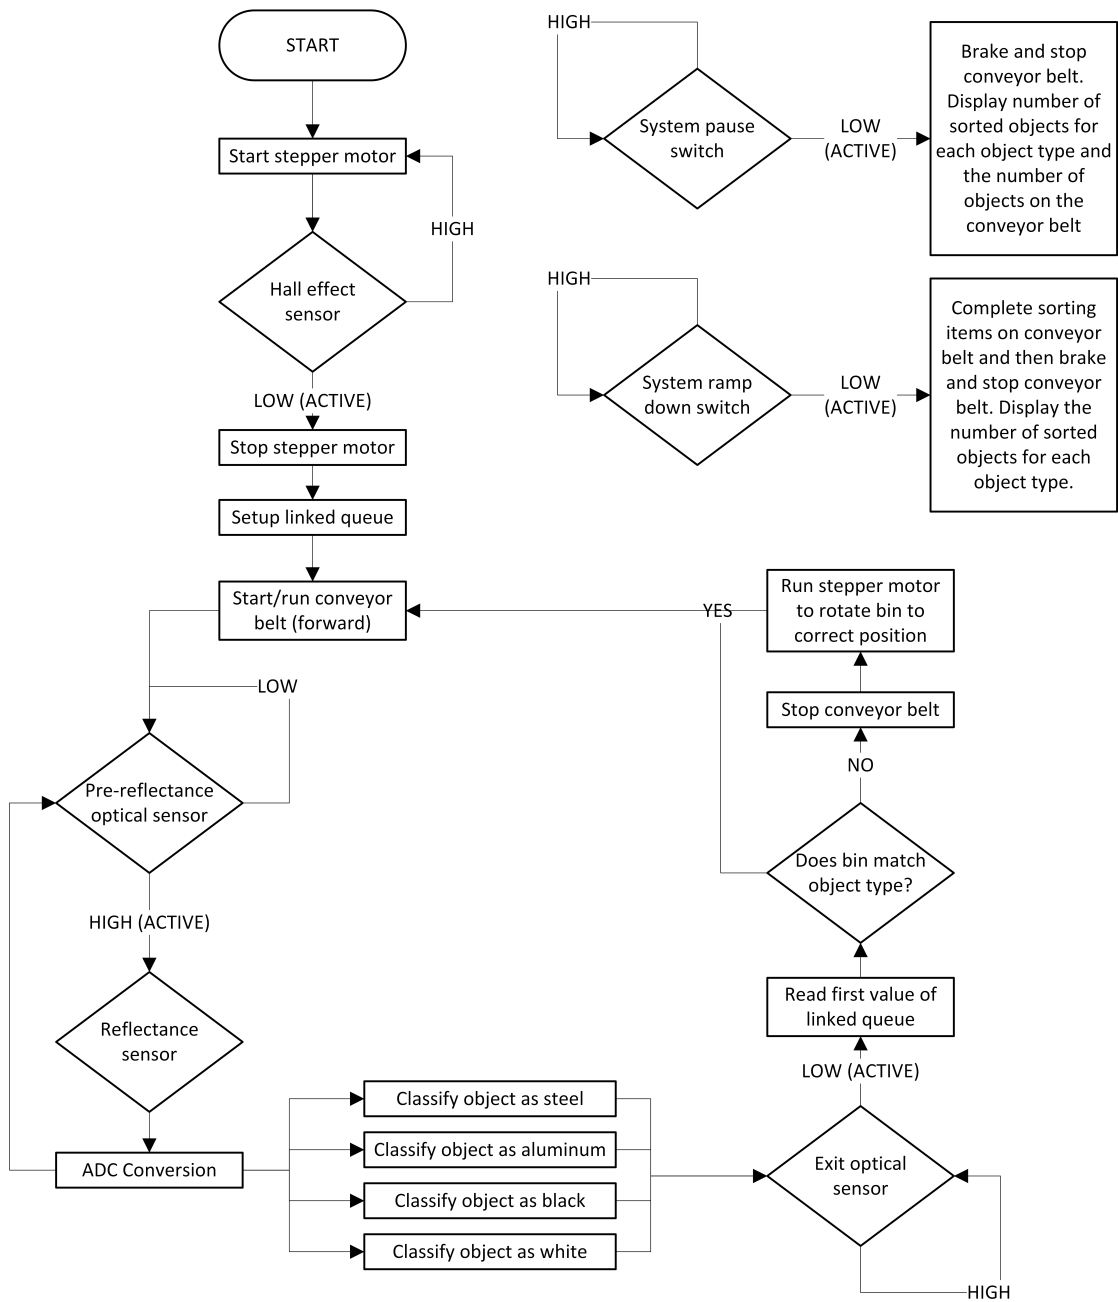 START
Start stepper motor
HIGH
Hall effect
sensor
LOW (ACTIVE)
Stop stepper motor
Setup linked queue
Start/run conveyor
belt (forward)
LOW
Pre-reflectance
optical sensor
HIGH (ACTIVE)
Reflectance
sensor
ADC Conversion
Classify object as steel
Classify object as aluminum
Classify object as black
Classify object as white
Exit optical
sensor
HIGH
LOW (ACTIVE)
Read first value of
linked queue
Does bin match
object type?
NO
Stop conveyor belt
Run stepper motor
to rotate bin to
correct position
YES
HIGH
System pause
switch
LOW
(ACTIVE)
Brake and stop
conveyor belt.
Display number of
sorted objects for
each object type and
the number of
objects on the
conveyor belt
HIGH
System ramp
down switch
LOW
(ACTIVE)
Complete sorting
items on conveyor
belt and then brake
and stop conveyor
belt. Display the
number of sorted
objects for each
object type.